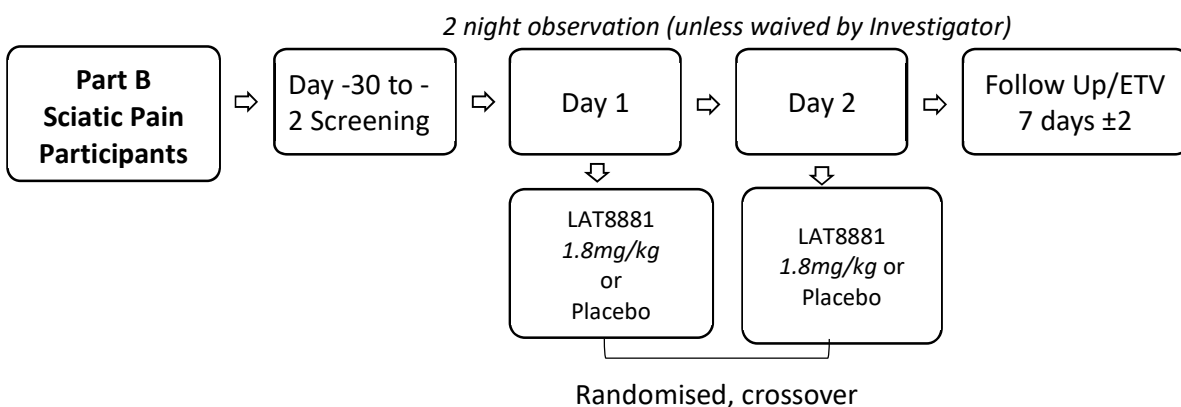 2 night observation (unless waived by Investigator)
Part B
Sciatic Pain
Participants
Day -30 to -
2 Screening
Day 1
Day 2
Follow Up/ETV
7 days ±2
LAT8881
1.8mg/kg
or
Placebo
LAT8881
1.8mg/kg or
Placebo
Randomised, crossover